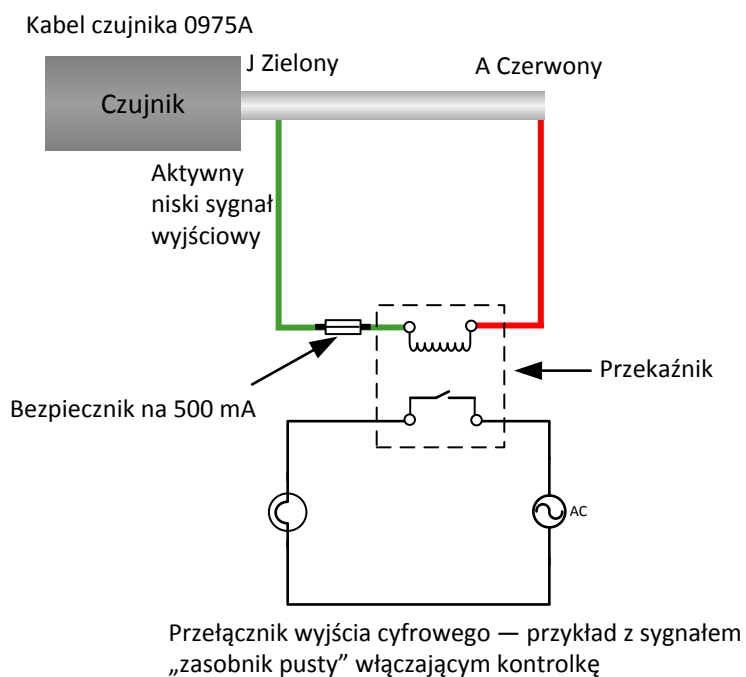 Kabel czujnika 0975A
J Zielony
A Czerwony
Czujnik
Aktywny
niski sygnał
wyjściowy
Przekaźnik
Bezpiecznik na 500 mA
AC
Przełącznik wyjścia cyfrowego — przykład z sygnałem
„zasobnik pusty” włączającym kontrolkę